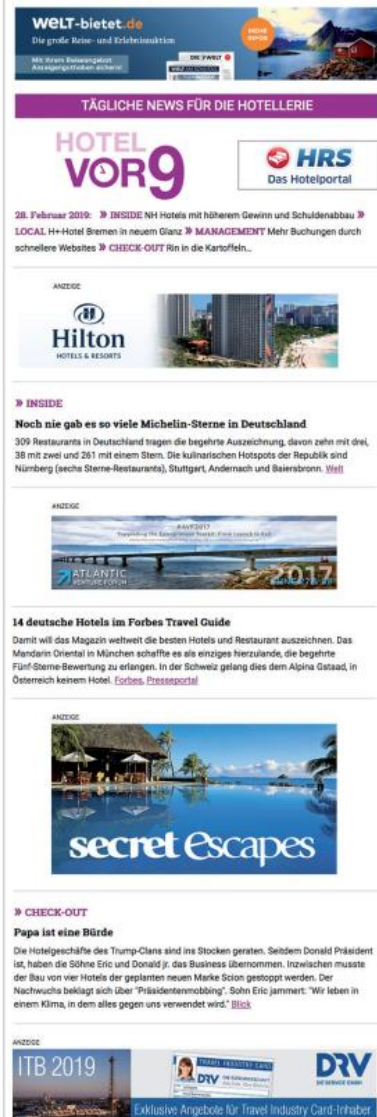 WELT-bietet.de
Die große Reise- und Erlebnisauktion
MEHR
INFOS
Mit Ihrem Reiseangebot
Anzeigenguthaben sichern!
DIE WELT
TÄGLICHE NEWS FÜR DIE HOTELLERIE
HOTEL
VOR9
HRS
Das Hotelportal
28. Februar 2019: » INSIDE NH Hotels mit höherem Gewinn und Schuldenabbau »
LOCAL H+-Hotel Bremen in neuem Glanz » MANAGEMENT Mehr Buchungen durch
schnellere Websites » CHECK-OUT Rin in die Kartoffeln...
ANZEIGE
Hilton
HOTELS & RESORTS
» INSIDE
Noch nie gab es so viele Michelin-Sterne in Deutschland
309 Restaurants in Deutschland tragen die begehrte Auszeichnung, davon zehn mit drei,
38 mit zwei und 261 mit einem Stern. Die kulinarischen Hotspots der Republik sind
Nürnberg (sechs Sterne-Restaurants), Stuttgart, Andernach und Baiersbronn. Welt
ANZEIGE
#AVF2017
ATLANTIC
VENTURE FORUM
2017
14 deutsche Hotels im Forbes Travel Guide
Damit will das Magazin weltweit die besten Hotels und Restaurant auszeichnen. Das
Mandarin Oriental in München schaffte es als einziges hierzulande, die begehrte
Fünf-Sterne-Bewertung zu erlangen. In der Schweiz gelang dies dem Alpina Gstaad, in
Österreich keinem Hotel. Forbes, Presseportal
ANZEIGE
secret escapes
» CHECK-OUT
Papa ist eine Bürde
Die Hotelgeschäfte des Trump-Clans sind ins Stocken geraten. Seitdem Donald Präsident
ist, haben die Söhne Eric und Donald jr. das Business übernommen. Inzwischen musste
der Bau von vier Hotels der geplanten neuen Marke Scion gestoppt werden. Der
Nachwuchs beklagt sich über "Präsidentenmobbing". Sohn Eric jammert: "Wir leben in
einem Klima, in dem alles gegen uns verwendet wird." Blick
ANZEIGE
ITB 2019
TRAVEL INDUSTRY CARD
DRV
DRV
DIE SERVICE GMBH
Exklusive Angebote für Travel Industry Card-Inhaber